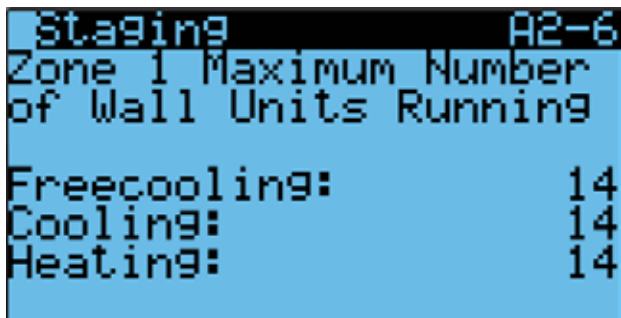 Staging A2-6
Zone 1 Maximum Number
of Wall Units Running
Freecooling: 14
Cooling: 14
Heating: 14